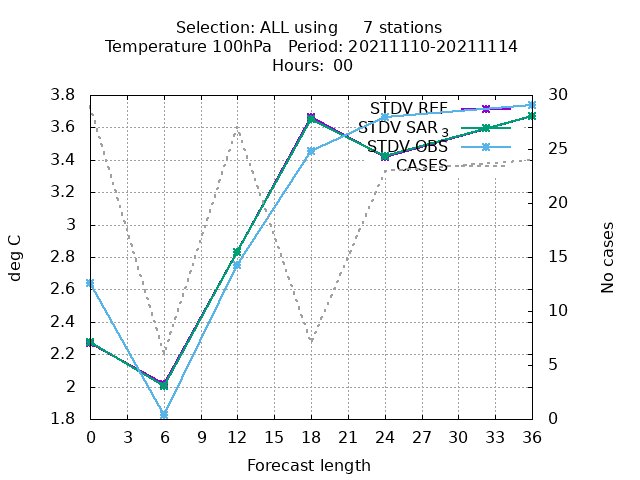 Selection: ALL using     7 stations
Temperature 100hPa   Period: 20211110-20211114
Hours:  00
3.8
3.6
3.4
3.2
3
2.8
2.6
2.4
2.2
2
1.8
deg C
30
25
20
15
10
5
0
No cases
STDV REF
STDV SAR3
STDV OBS
CASES
0 3 6 9 12 15 18 21 24 27 30 33 36
Forecast length